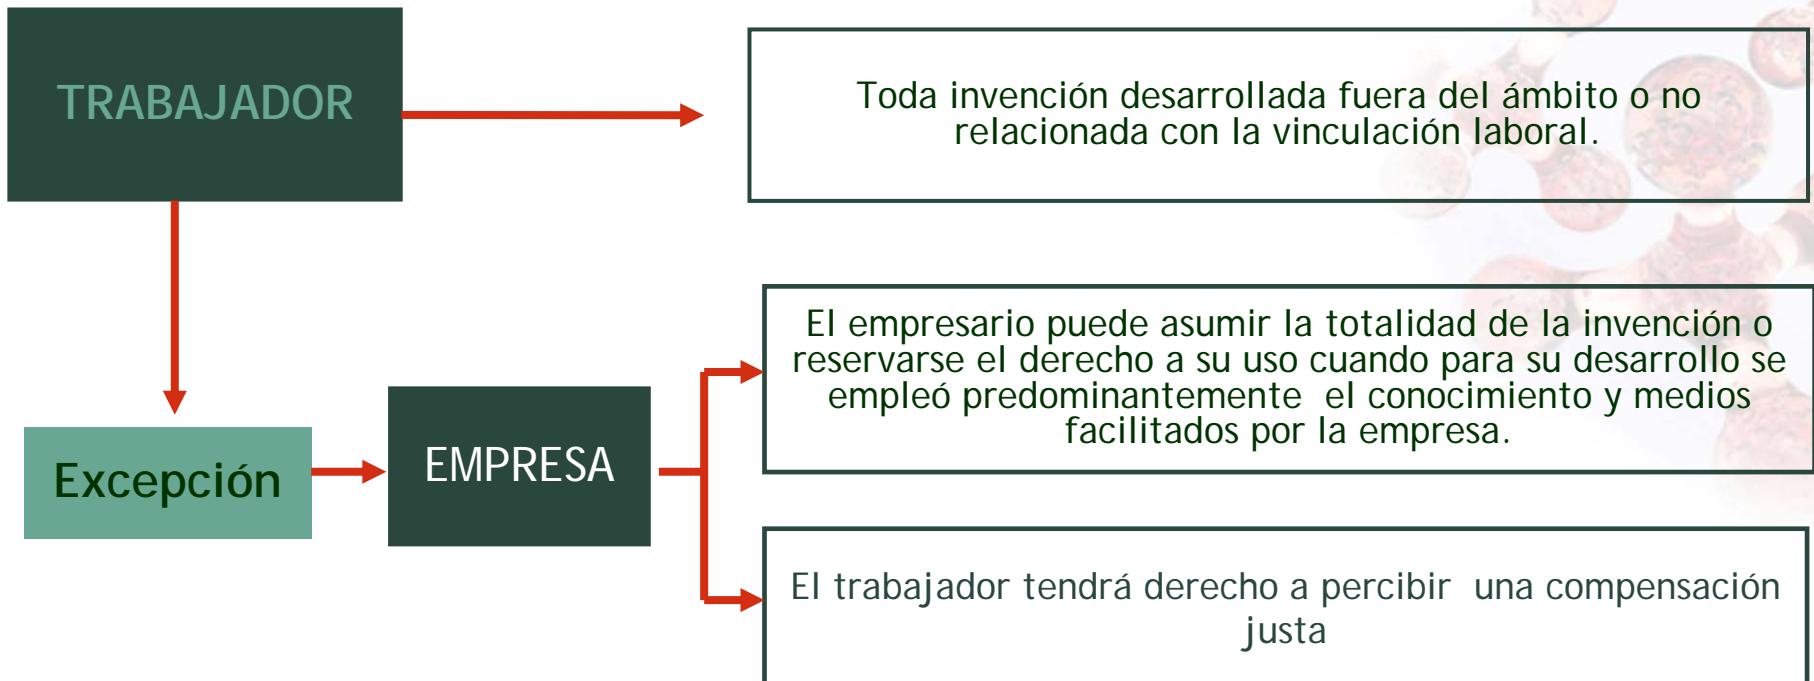 TRABAJADOR
Toda invención desarrollada fuera del ámbito o no
relacionada con la vinculación laboral.
El empresario puede asumir la totalidad de la invención o
reservarse el derecho a su uso cuando para su desarrollo se
empleó predominantemente el conocimiento y medios
facilitados por la empresa.
Excepción
EMPRESA
El trabajador tendrá derecho a percibir una compensación
justa